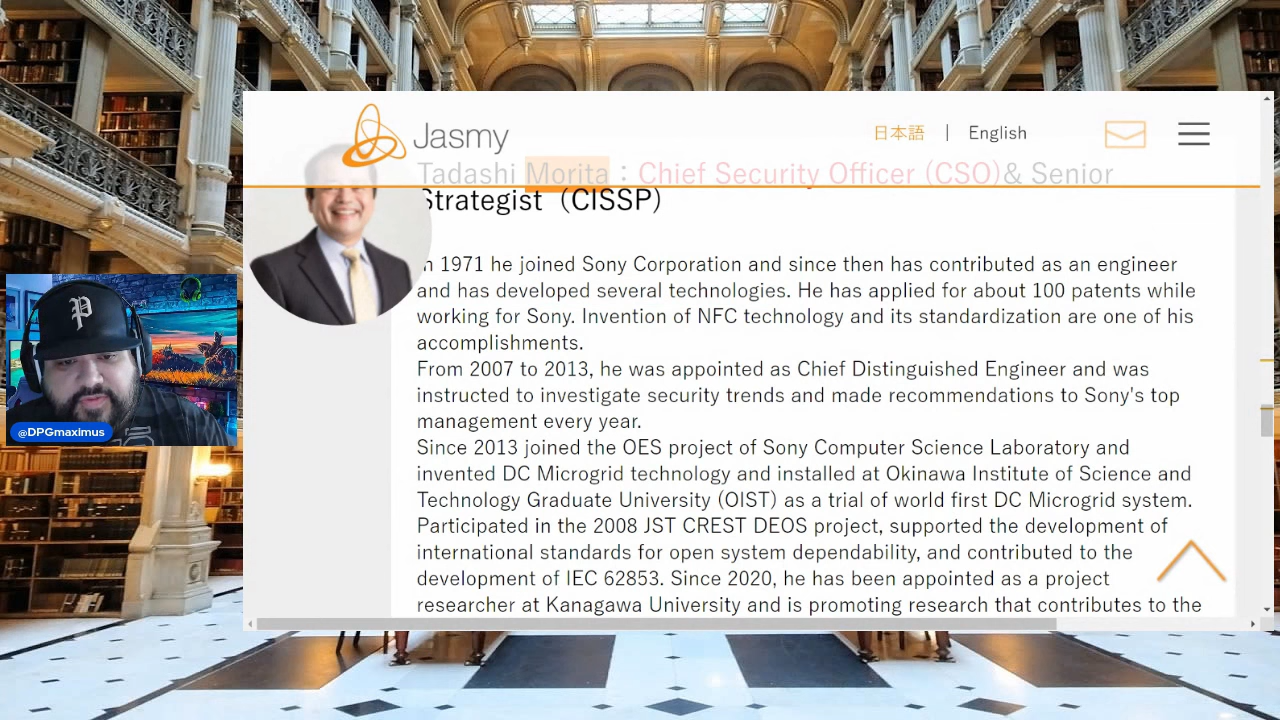 Jasmy
日本語 | English
Tadashi Morita：Chief Security Officer (CSO)& Senior
Strategist（CISSP）
In 1971 he joined Sony Corporation and since then has contributed as an engineer
and has developed several technologies. He has applied for about 100 patents while
working for Sony. Invention of NFC technology and its standardization are one of his
accomplishments.
From 2007 to 2013, he was appointed as Chief Distinguished Engineer and was
instructed to investigate security trends and made recommendations to Sony's top
management every year.
Since 2013 joined the OES project of Sony Computer Science Laboratory and
invented DC Microgrid technology and installed at Okinawa Institute of Science and
Technology Graduate University (OIST) as a trial of world first DC Microgrid system.
Participated in the 2008 JST CREST DEOS project, supported the development of
international standards for open system dependability, and contributed to the
development of IEC 62853. Since 2020, he has been appointed as a project
researcher at Kanagawa University and is promoting research that contributes to the
P
@DPGmaximus